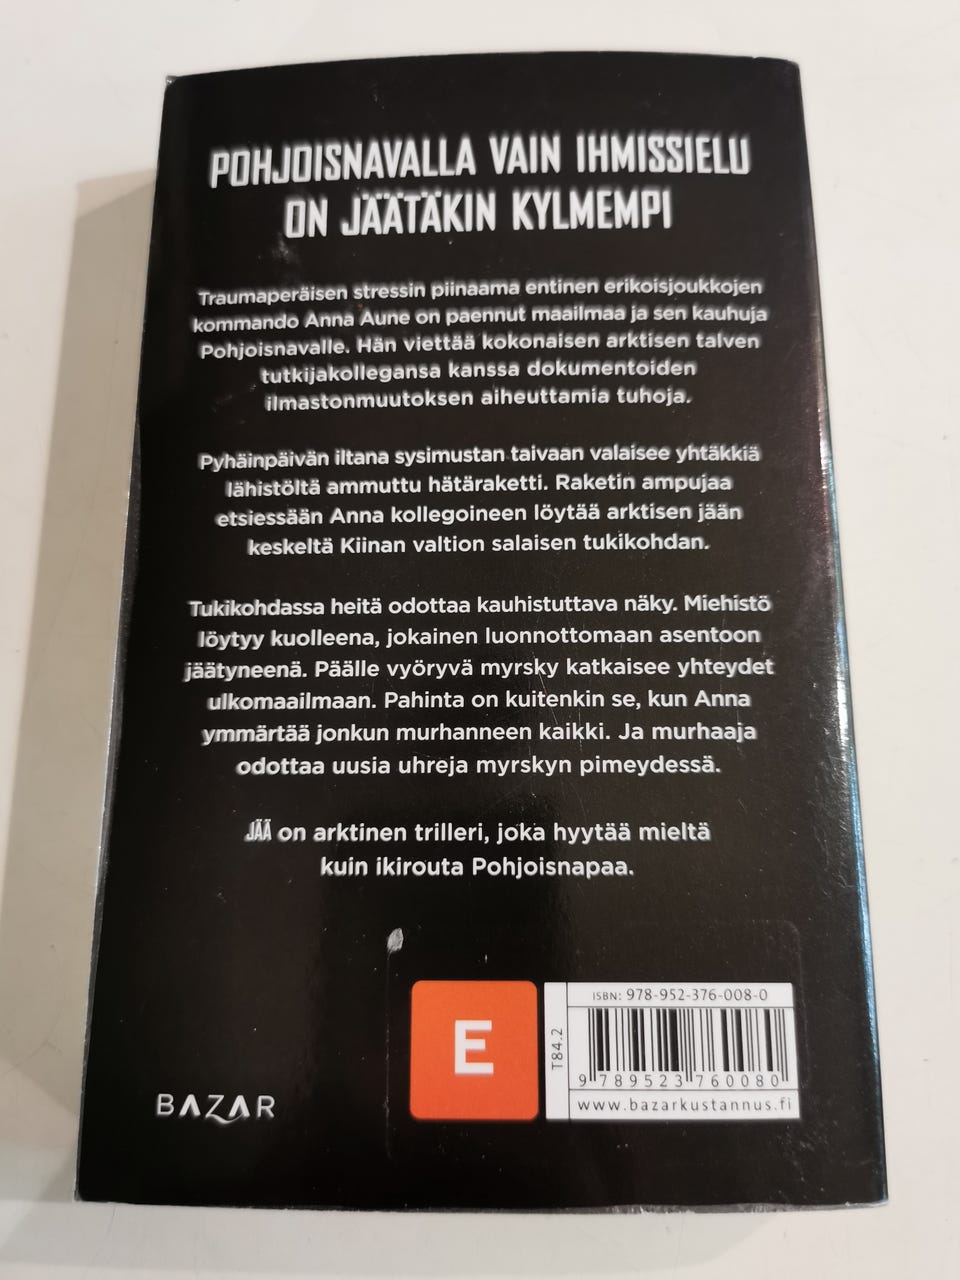 POHJOISNAVALLA VAIN IHMISSIELU
ON JÄÄTÄKIN KYLMEMPI
Traumaperäisen stressin piinaama entinen erikoisjoukkojen
kommando Anna Aune on paennut maailmaa ja sen kauhuja
Pohjoisnavalle. Hän viettää kokonaisen arktisen talven
tutkijakollegansa kanssa dokumentoiden
ilmastonmuutoksen aiheuttamia tuhoja.
Pyhäinpäivän iltana sysimustan taivaan valaisee yhtäkkiä
lähistöltä ammuttu hätäraketti. Raketin ampujaa
etsiessään Anna kollegoineen löytää arktisen jään
keskeltä Kiinan valtion salaisen tukikohdan.
Tukikohdassa heitä odottaa kauhistuttava näky. Miehistö
löytyy kuolleena, jokainen luonnottomaan asentoon
jäätyneenä. Päälle vyöryvä myrsky katkaisee yhteydet
ulkomaailmaan. Pahinta on kuitenkin se, kun Anna
ymmärtää jonkun murhanneen kaikki. Ja murhaaja
odottaa uusia uhreja myrskyn pimeydessä.
JÄÄ on arktinen trilleri, joka hyytää mieltä
kuin ikirouta Pohjoisnapaa.
E
T84.2
ISBN: 978-952-376-008-0
9 789523 760080
www.bazarkustannus.fi
BAZAR